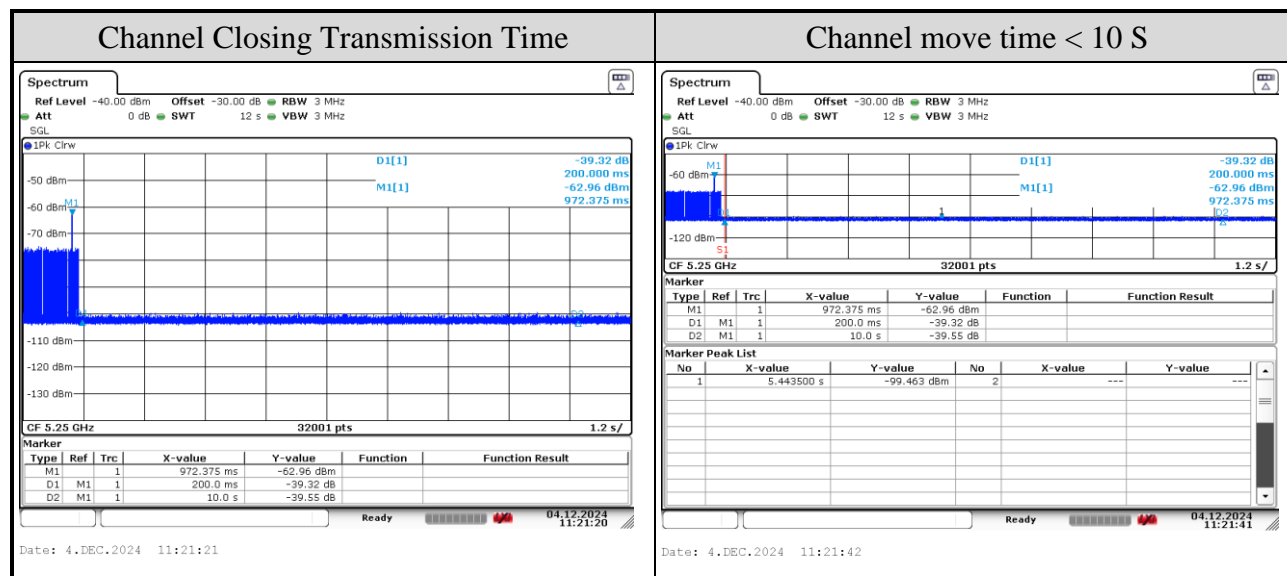 Channel Closing Transmission Time
Spectrum
Ref Level -40.00 dBm Offset -30.00 dB RBW 3 MHz
Att 0 dB SWT 12 s VBW 3 MHz
SGL
1Pk Clrw
D1[1] -39.32 dB
200.000 ms
-50 dBm
M1[1] -62.96 dBm
972.375 ms
-60 dBm
M1
-70 dBm
D2
-110 dBm
-120 dBm
-130 dBm
CF 5.25 GHz 32001 pts 1.2 s/
Marker
Type Ref Trc X-value Y-value Function Function Result
M1 1 972.375 ms -62.96 dBm
D1 M1 1 200.0 ms -39.32 dB
D2 M1 1 10.0 s -39.55 dB
Ready 04.12.2024
11:21:20
Date: 4.DEC.2024 11:21:21
Channel move time < 10 S
Spectrum
Ref Level -40.00 dBm Offset -30.00 dB RBW 3 MHz
Att 0 dB SWT 12 s VBW 3 MHz
SGL
1Pk Clrw
D1[1] -39.32 dB
M1
-60 dBm
200.000 ms
M1[1] -62.96 dBm
972.375 ms
1
D2
-120 dBm
S1
CF 5.25 GHz 32001 pts 1.2 s/
Marker
Type Ref Trc X-value Y-value Function Function Result
M1 1 972.375 ms -62.96 dBm
D1 M1 1 200.0 ms -39.32 dB
D2 M1 1 10.0 s -39.55 dB
Marker Peak List
No X-value Y-value No X-value Y-value
1 5.443500 s -99.463 dBm 2 --- ---
Ready 04.12.2024
11:21:41
Date: 4.DEC.2024 11:21:42